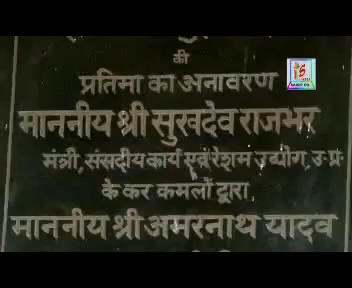 की
प्रतिमा का अनावरण
माननीय श्री सुखदेव राजभर
मंत्री, संसदीय कार्य एवं रेशम उद्योग, उ·प्र·
के कर कमलों द्वारा
माननीय श्री अमरनाथ यादव